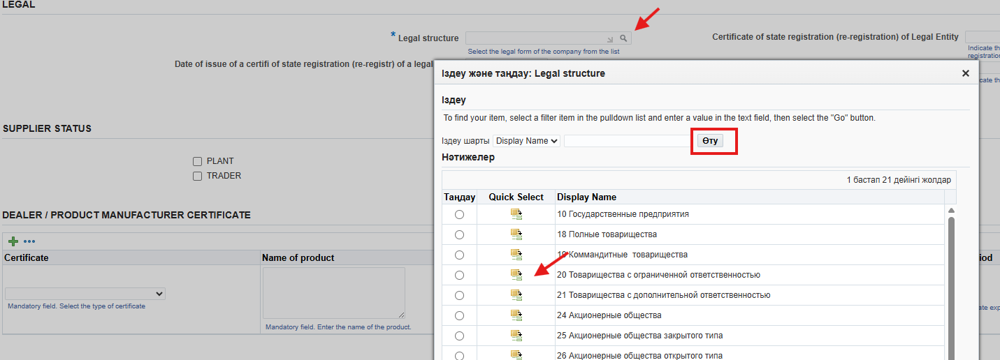 LEGAL
* Legal structure
Select the legal form of the company from the list
Certificate of state registration (re-registration) of Legal Entity
Indicate th
registration
Date of issue of a certifi of state registration (re-registr) of a legal
cate th
SUPPLIER STATUS
PLANT
TRADER
DEALER / PRODUCT MANUFACTURER CERTIFICATE
Certificate
Name of product
iod
Mandatory field. Select the type of certificate
Mandatory field. Enter the name of the product.
ate exp
Іздеу және таңдау: Legal structure
Іздеу
To find your item, select a filter item in the pulldown list and enter a value in the text field, then select the "Go" button.
Іздеу шарты Display Name Өту
Нәтижелер
1 бастап 21 дейінгі жолдар
Таңдау Quick Select Display Name
10 Государственные предприятия
18 Полные товарищества
19 Коммандитные товарищества
20 Товарищества с ограниченной ответственностью
21 Товарищества с дополнительной ответственностью
24 Акционерные общества
25 Акционерные общества закрытого типа
26 Акционерные общества открытого типа